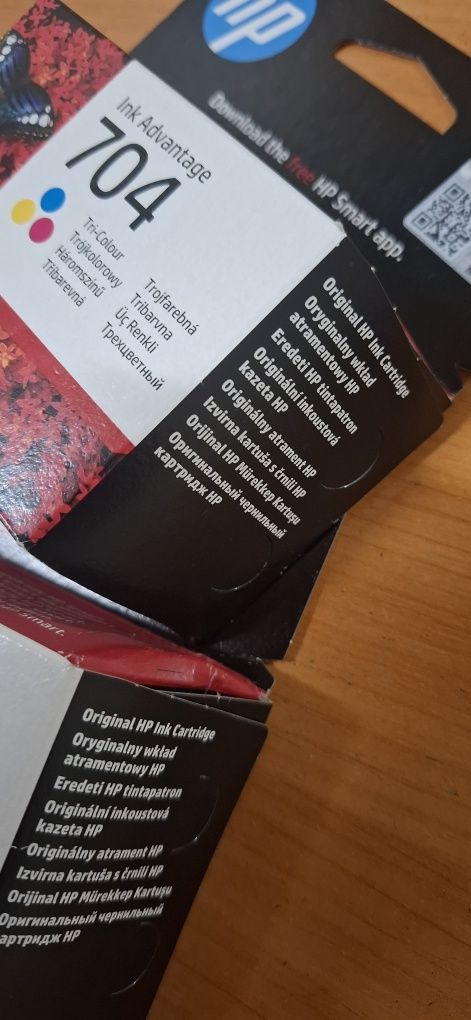 hp
Download the free HP Smart app.
Ink Advantage
704
Tri-Colour
Trójkolorowy
Háromszínű
Tříbarevná
Trojfarebná
Tribarvna
Üç Renkli
Трехцветный
Original HP Ink Cartridge
Oryginalny wkład
atramentowy HP
Eredeti HP tintapatron
Originální inkoustová
kazeta HP
Originálny atrament HP
Izvirna kartuša s črnili HP
Orijinal HP Mürekkep Kartuşu
Оригинальный чернильный
картридж HP
smart.
Original HP Ink Cartridge
Oryginalny wkład
atramentowy HP
Eredeti HP tintapatron
Originální inkoustová
kazeta HP
Originálny atrament HP
Izvirna kartuša s črnili HP
Orijinal HP Mürekkep Kartuşu
Оригинальный чернильный
артридж HP